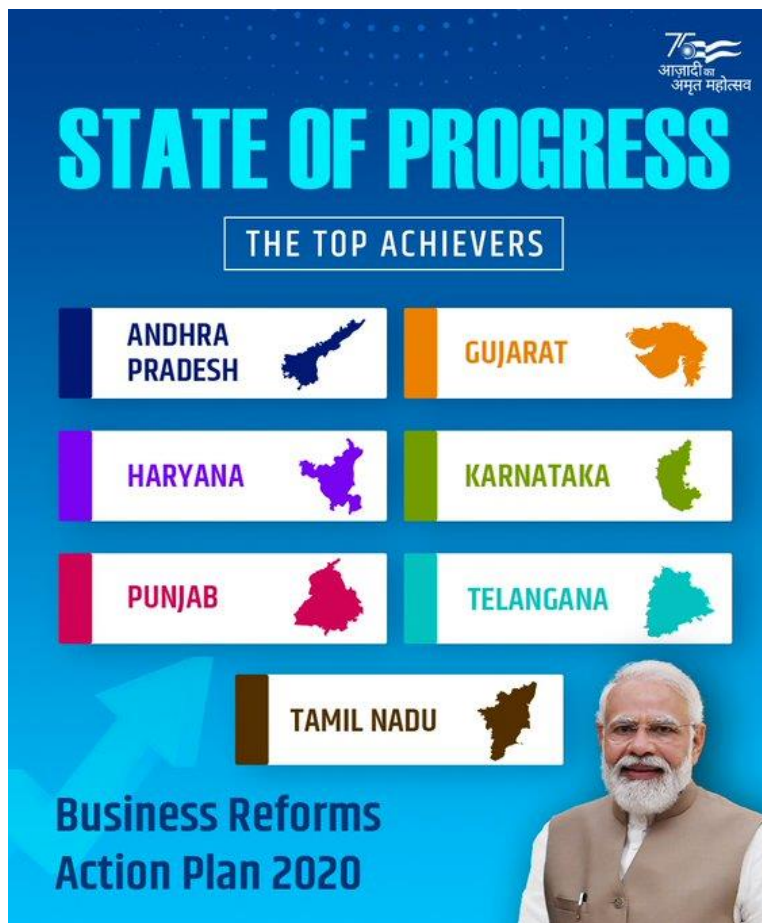 75
आज़ादी का
अमृत महोत्सव
STATE OF PROGRESS
THE TOP ACHIEVERS
ANDHRA
PRADESH
GUJARAT
HARYANA
KARNATAKA
PUNJAB
TELANGANA
TAMIL NADU
Business Reforms
Action Plan 2020